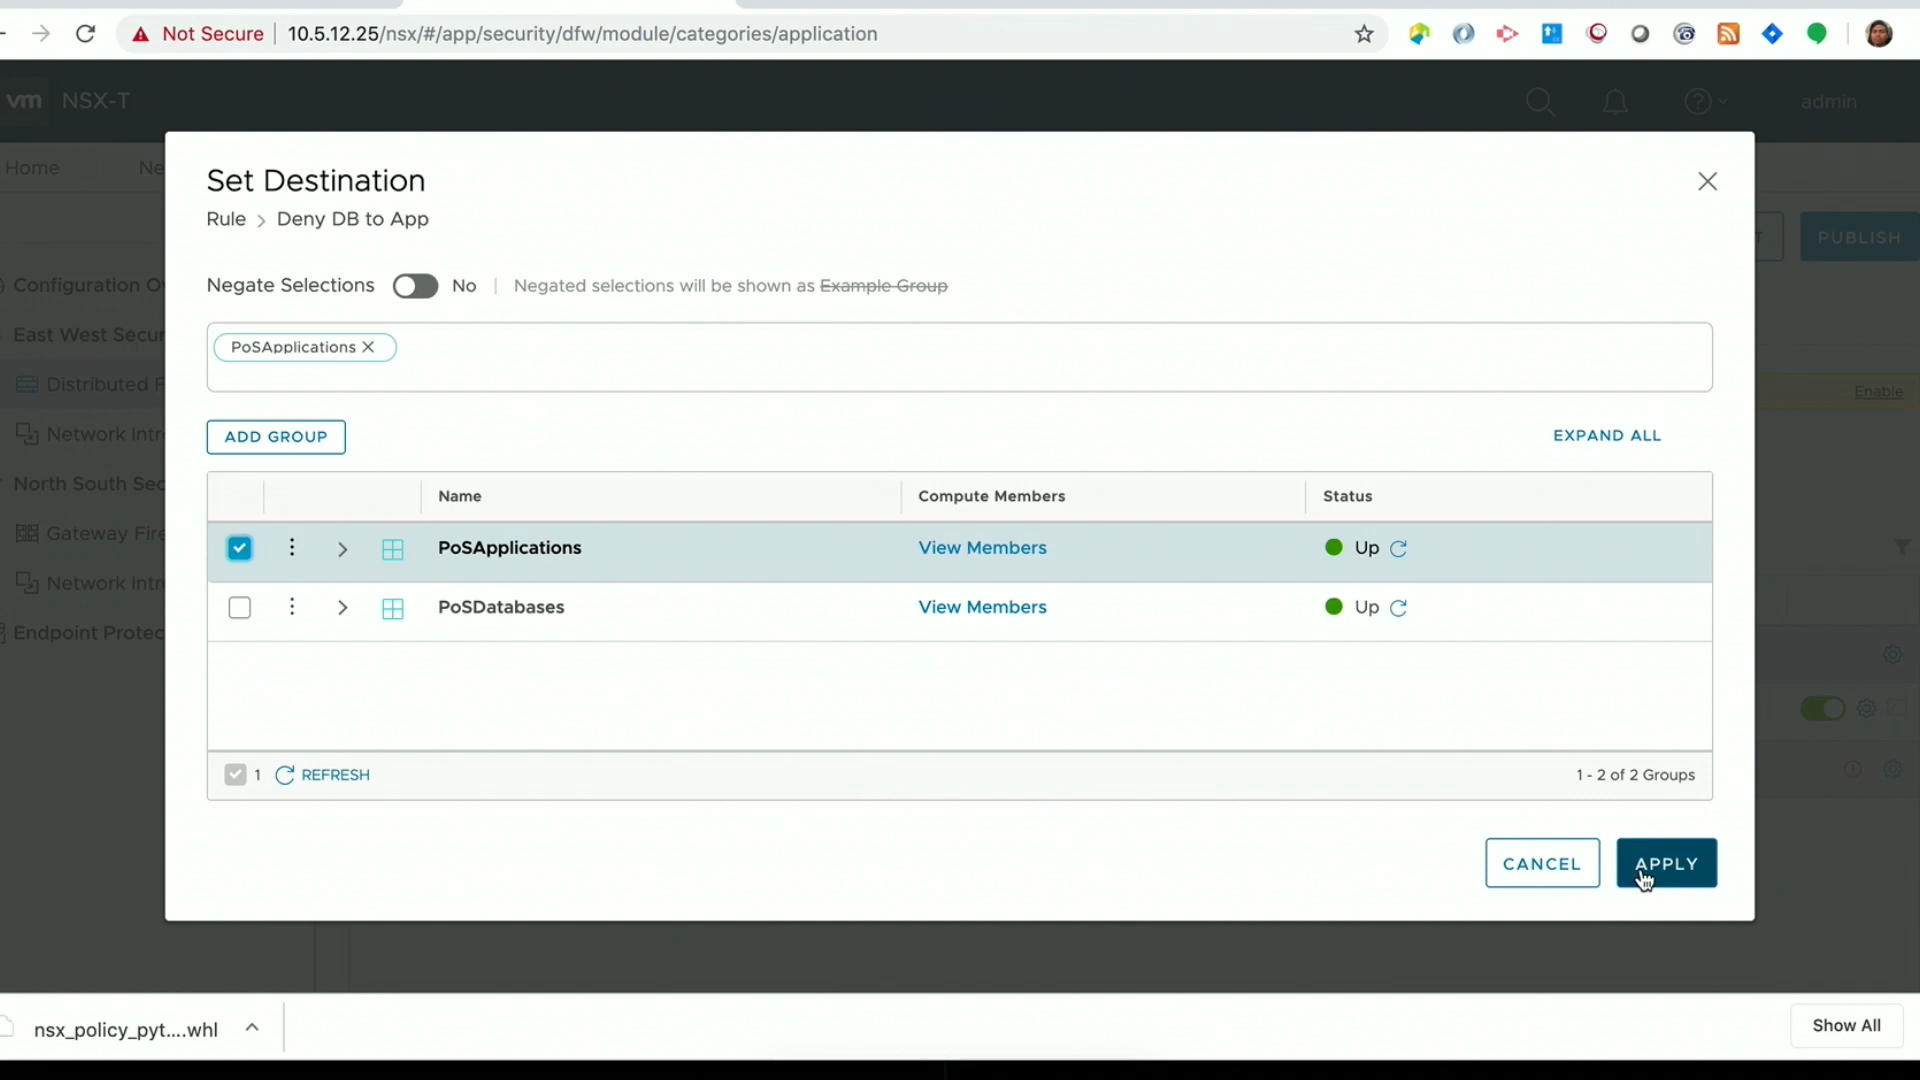 Not Secure 10.5.12.25/nsx/#/app/security/dfw/module/categories/application
vm NSX-T admin
Home Ne
Set Destination
Rule > Deny DB to App
T PUBLISH
Configuration Ov
Negate Selections No | Negated selections will be shown as Example Group
East West Secur
PoSApplications
Distributed F
Enable
Network Intr
ADD GROUP EXPAND ALL
North South Sec
Name Compute Members Status
Gateway Fire
PoSApplications View Members Up
Network Intr
PoSDatabases View Members Up
Endpoint Protec
1 REFRESH 1 - 2 of 2 Groups
CANCEL APPLY
nsx_policy_pyt....whl Show All